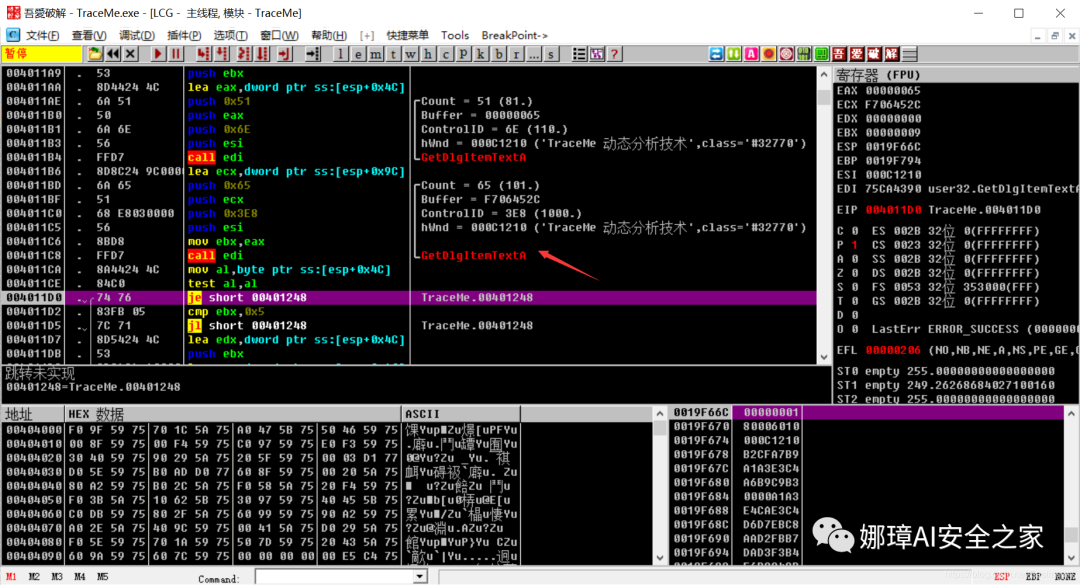 吾愛破解 - TraceMe.exe - [LCG - 主线程, 模块 - TraceMe]
文件(F) 查看(V) 调试(D) 插件(P) 选项(T) 窗口(W) 帮助(H) [+] 快捷菜单 Tools BreakPoint->
暂停 l e m t w h c p k b r ... s ? 吾 爱 破 解
004011A9 . 53 push ebx
004011AA . 8D4424 4C lea eax,dword ptr ss:[esp+0x4C]
004011AE . 6A 51 push 0x51 Count = 51 (81.)
004011B0 . 50 push eax Buffer = 00000065
004011B1 . 6A 6E push 0x6E ControlID = 6E (110.)
004011B3 . 56 push esi hWnd = 000C1210 ('TraceMe 动态分析技术',class='#32770')
004011B4 . FFD7 call edi GetDlgItemTextA
004011B6 . 8D8C24 9C000 lea ecx,dword ptr ss:[esp+0x9C]
004011BD . 6A 65 push 0x65 Count = 65 (101.)
004011BF . 51 push ecx Buffer = F706452C
004011C0 . 68 E8030000 push 0x3E8 ControlID = 3E8 (1000.)
004011C5 . 56 push esi hWnd = 000C1210 ('TraceMe 动态分析技术',class='#32770')
004011C6 . 8BD8 mov ebx,eax
004011C8 . FFD7 call edi GetDlgItemTextA
004011CA . 8A4424 4C mov al,byte ptr ss:[esp+0x4C]
004011CE . 84C0 test al,al
004011D0 . 74 76 je short 00401248 TraceMe.00401248
004011D2 . 83FB 05 cmp ebx,0x5
004011D5 . 7C 71 jl short 00401248 TraceMe.00401248
004011D7 . 8D5424 4C lea edx,dword ptr ss:[esp+0x4C]
004011DB . 53 push ebx
跳转未实现
00401248=TraceMe.00401248
寄存器 (FPU)
EAX 00000065
ECX F706452C
EDX 00000000
EBX 00000009
ESP 0019F66C
EBP 0019F794
ESI 000C1210
EDI 75CA4390 user32.GetDlgItemTextA
EIP 004011D0 TraceMe.004011D0
C 0 ES 002B 32位 0(FFFFFFFF)
P 1 CS 0023 32位 0(FFFFFFFF)
A 0 SS 002B 32位 0(FFFFFFFF)
Z 0 DS 002B 32位 0(FFFFFFFF)
S 0 FS 0053 32位 353000(FFF)
T 0 GS 002B 32位 0(FFFFFFFF)
D 0
O 0 LastErr ERROR_SUCCESS (0000000
EFL 00000206 (NO,NB,NE,A,NS,PE,GE,
ST0 empty 255.00000000000000000
ST1 empty 249.26268684027100160
ST2 empty 255.00000000000000000
地址 HEX 数据 ASCII
00404000 F0 9F 59 75 70 1C 5A 75 A0 47 5B 75 50 46 59 75
00404010 00 8F 59 75 00 F4 59 75 C0 97 59 75 E0 F3 59 75
00404020 30 40 59 75 90 29 5A 75 20 5F 59 75 00 03 D1 77
00404030 D0 5E 59 75 B0 AD D0 77 60 8F 59 75 00 20 5A 75
00404040 80 A2 59 75 B0 2C 5A 75 F0 58 5A 75 20 F4 59 75
00404050 F0 3B 5A 75 10 62 5B 75 30 97 59 75 40 45 5B 75
00404060 C0 DB 59 75 80 2F 5A 75 60 99 59 75 90 A2 59 75
00404070 A0 2E 5A 75 40 9C 59 75 00 41 5A 75 D0 29 5A 75
00404080 F0 5E 59 75 70 1A 59 75 50 7D 59 75 20 43 5A 75
00404090 60 9A 59 75 60 7C 59 75 00 00 00 00 00 E5 C4 75
0019F66C 00000001
0019F670 80006010
0019F674 000C1210
0019F678 B2CFA7B9
0019F67C A1A3E3C4
0019F680 A6B9C9B3
0019F684 0000A1A3
0019F688 E4CAE3C4
0019F68C D6D7EBC8
0019F690 AAD2FBB7
0019F694 DAD3F3B4
娜璋AI安全之家
M1 M2 M3 M4 M5 Command: ESP EBP NONE